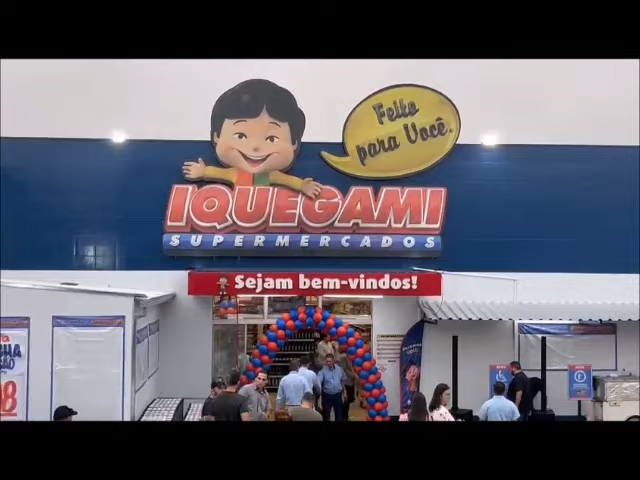 Feito
para Você.
IQUEGAMI
SUPERMERCADOS
Sejam bem-vindos!